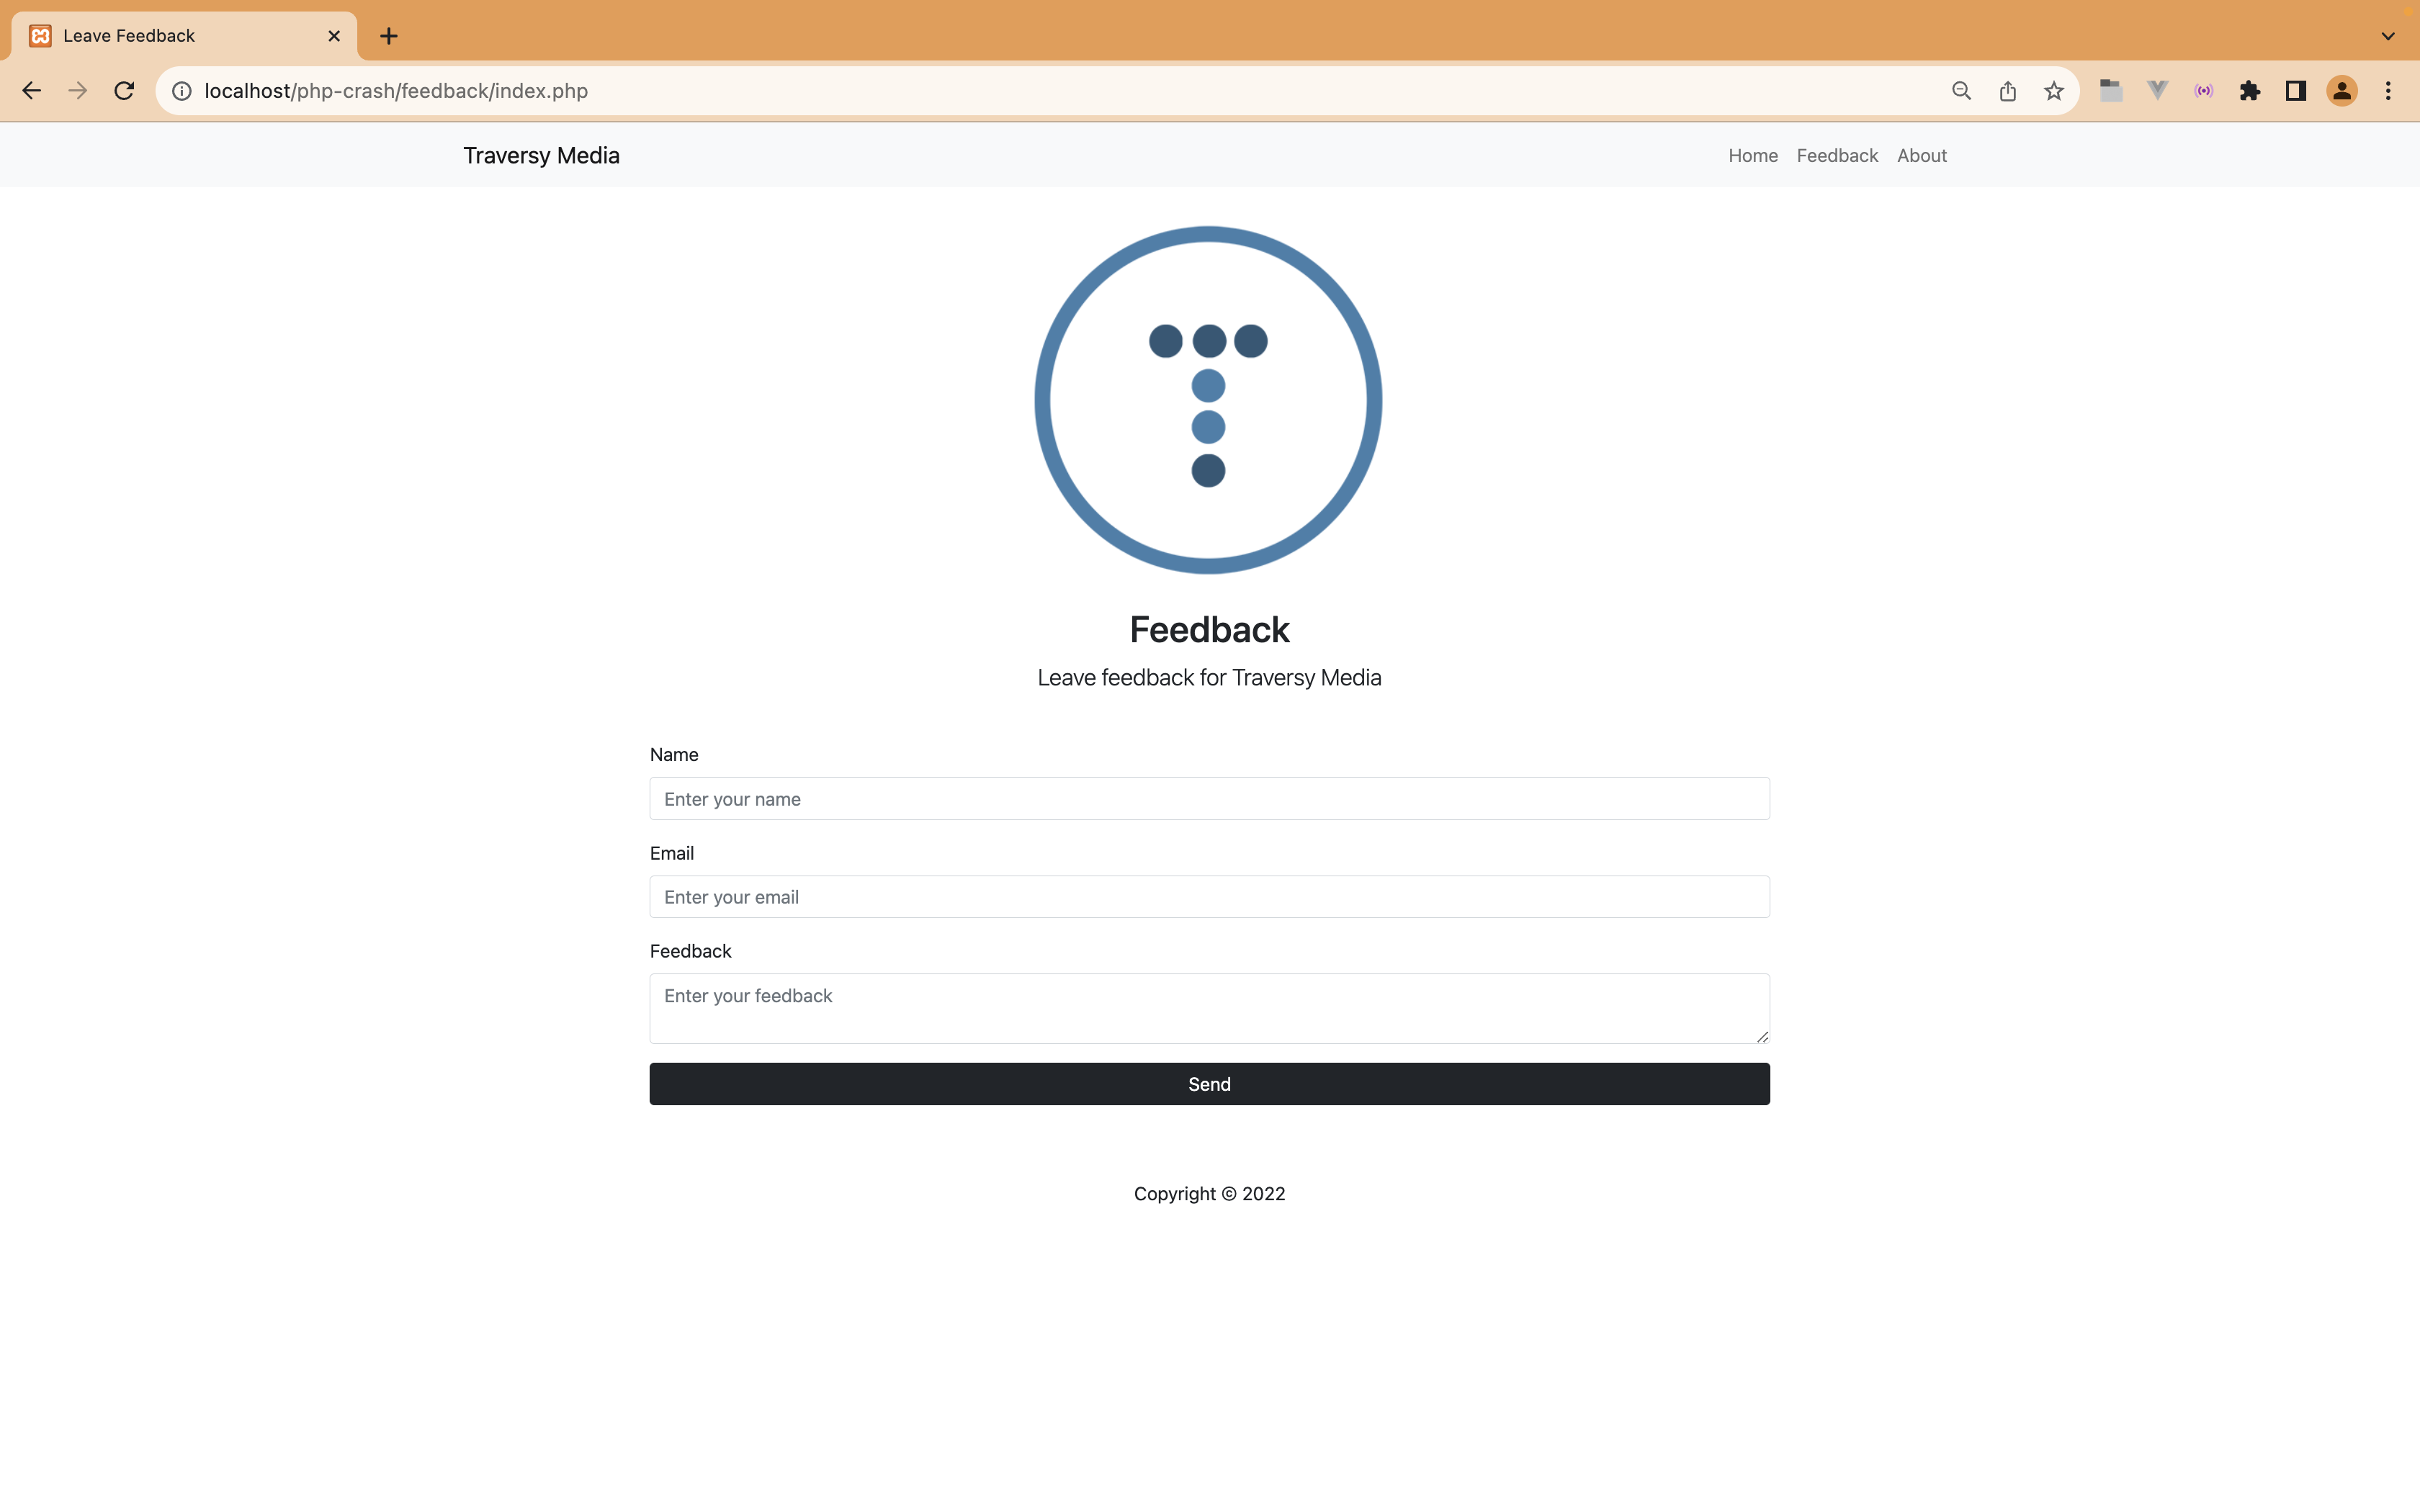 Leave Feedback
localhost/php-crash/feedback/index.php
Traversy Media
Home Feedback About
Feedback
Leave feedback for Traversy Media
Name
Enter your name
Email
Enter your email
Feedback
Enter your feedback
Send
Copyright © 2022